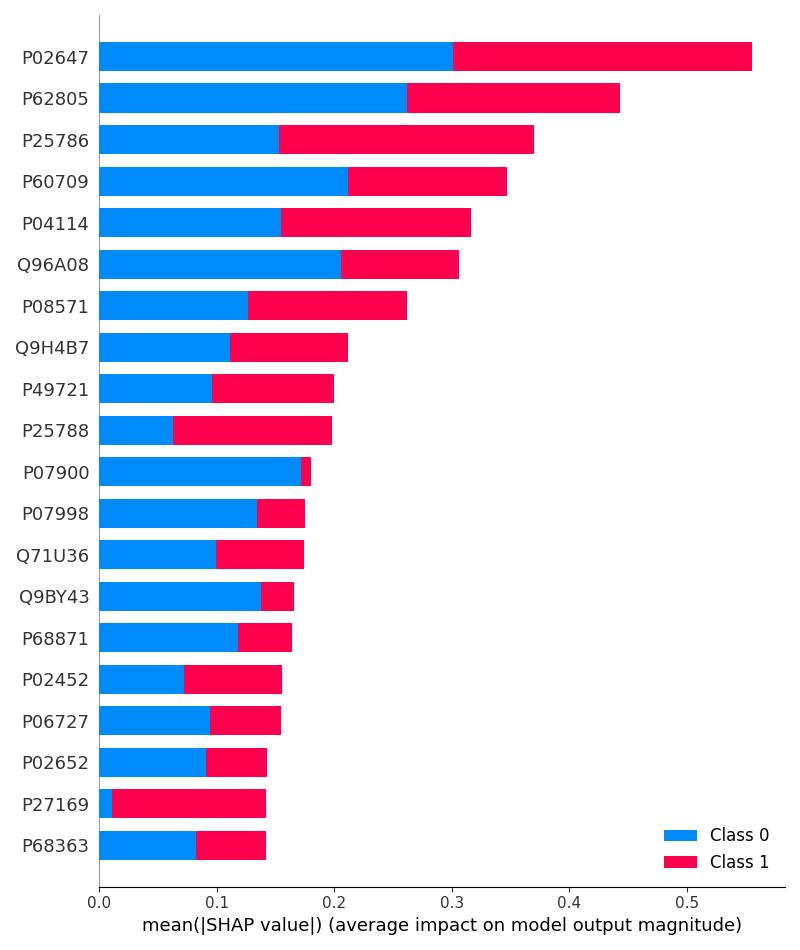 P02647
P62805
P25786
P60709
P04114
Q96A08
P08571
Q9H4B7
P49721
P25788
P07900
P07998
Q71U36
Q9BY43
P68871
P02452
P06727
P02652
P27169
P68363
Class 0
Class 1
0.0 0.1 0.2 0.3 0.4 0.5
mean(|SHAP value|) (average impact on model output magnitude)